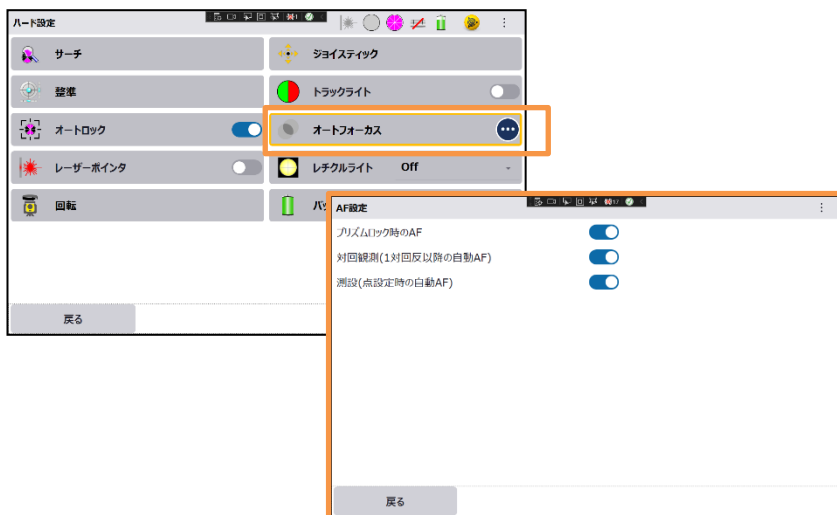 ハード設定
サーチ
ジョイスティック
整準
トラックライト
オートロック
オートフォーカス
レーザーポインタ
レチクルライト Off
回転
戻る
AF設定
プリズムロック時のAF
対回観測(1対回反以降の自動AF)
測設(点設定時の自動AF)
戻る